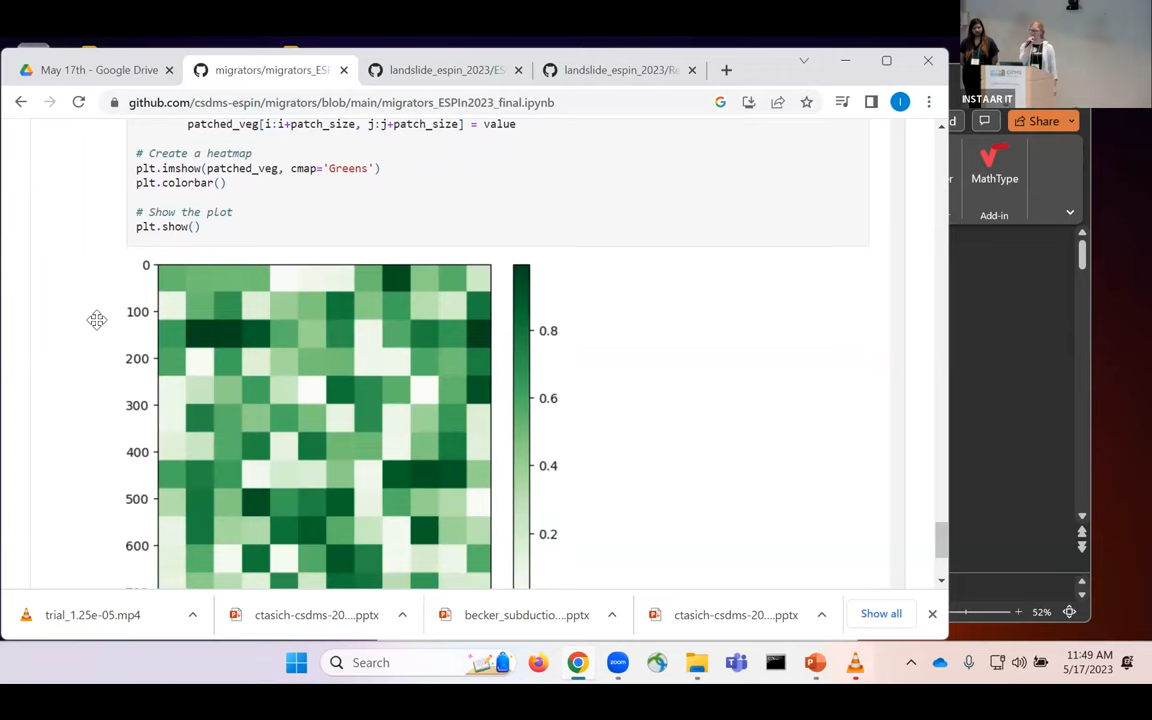 May 17th - Google Drive
migrators/migrators_ESP
landslide_espin_2023/ES
landslide_espin_2023/Re
github.com/csdms-espin/migrators/blob/main/migrators_ESPIn2023_final.ipynb
I
INSTAAR IT
d
Share
MathType
Add-in
patched_veg[i:i+patch_size, j:j+patch_size] = value
# Create a heatmap
plt.imshow(patched_veg, cmap='Greens')
plt.colorbar()
# Show the plot
plt.show()
0
100
200
300
400
500
600
0.8
0.6
0.4
0.2
trial_1.25e-05.mp4
ctasich-csdms-20....pptx
becker_subductio....pptx
ctasich-csdms-20....pptx
Show all
52%
Search
11:49 AM
5/17/2023